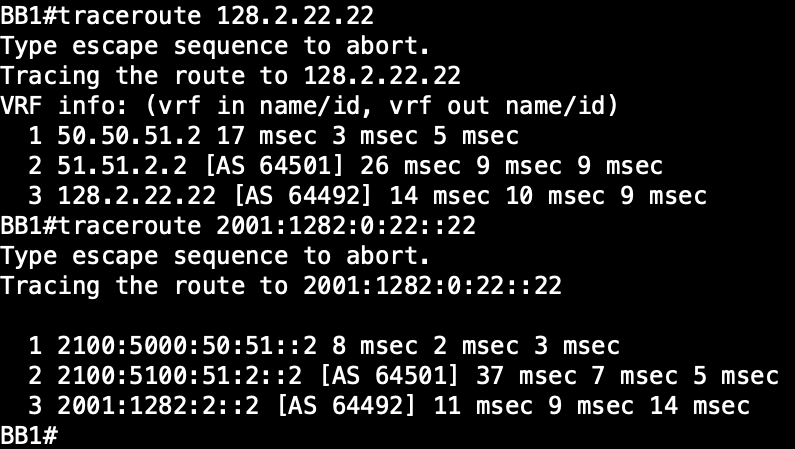 BB1#traceroute 128.2.22.22
Type escape sequence to abort.
Tracing the route to 128.2.22.22
VRF info: (vrf in name/id, vrf out name/id)
1 50.50.51.2 17 msec 3 msec 5 msec
2 51.51.2.2 [AS 64501] 26 msec 9 msec 9 msec
3 128.2.22.22 [AS 64492] 14 msec 10 msec 9 msec
BB1#traceroute 2001:1282:0:22::22
Type escape sequence to abort.
Tracing the route to 2001:1282:0:22::22
1 2100:5000:50:51::2 8 msec 2 msec 3 msec
2 2100:5100:51:2::2 [AS 64501] 37 msec 7 msec 5 msec
3 2001:1282:2::2 [AS 64492] 11 msec 9 msec 14 msec
BB1#